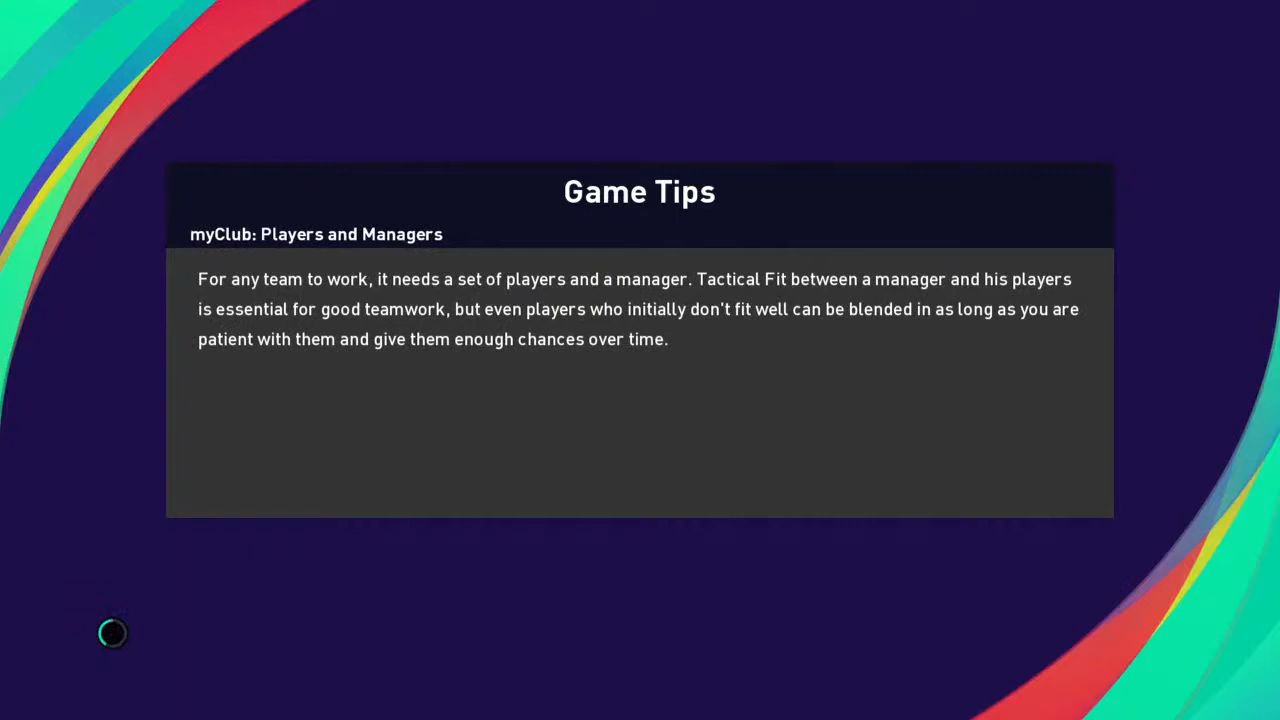 Game Tips
myClub: Players and Managers
For any team to work, it needs a set of players and a manager. Tactical Fit between a manager and his players
is essential for good teamwork, but even players who initially don't fit well can be blended in as long as you are
patient with them and give them enough chances over time.